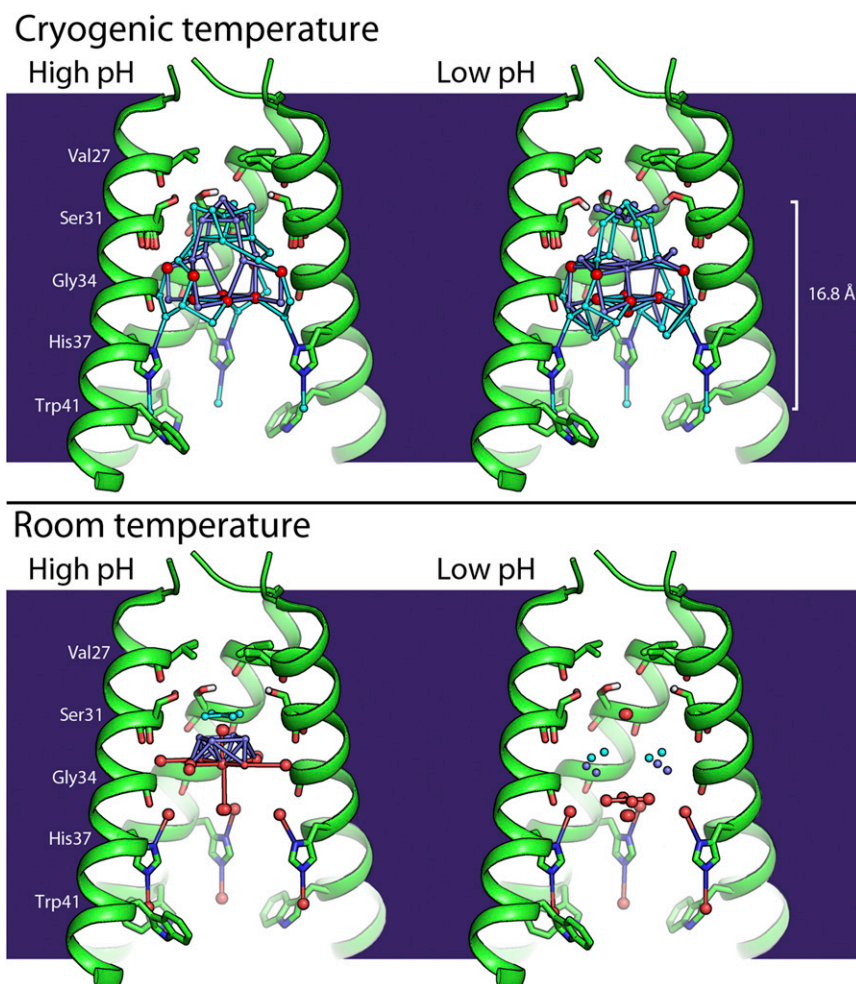 Cryogenic temperature
High pH
Low pH
Val27
Ser31
Gly34
His37
Trp41
16.8 Å
Room temperature
High pH
Low pH
Val27
Ser31
Gly34
His37
Trp41